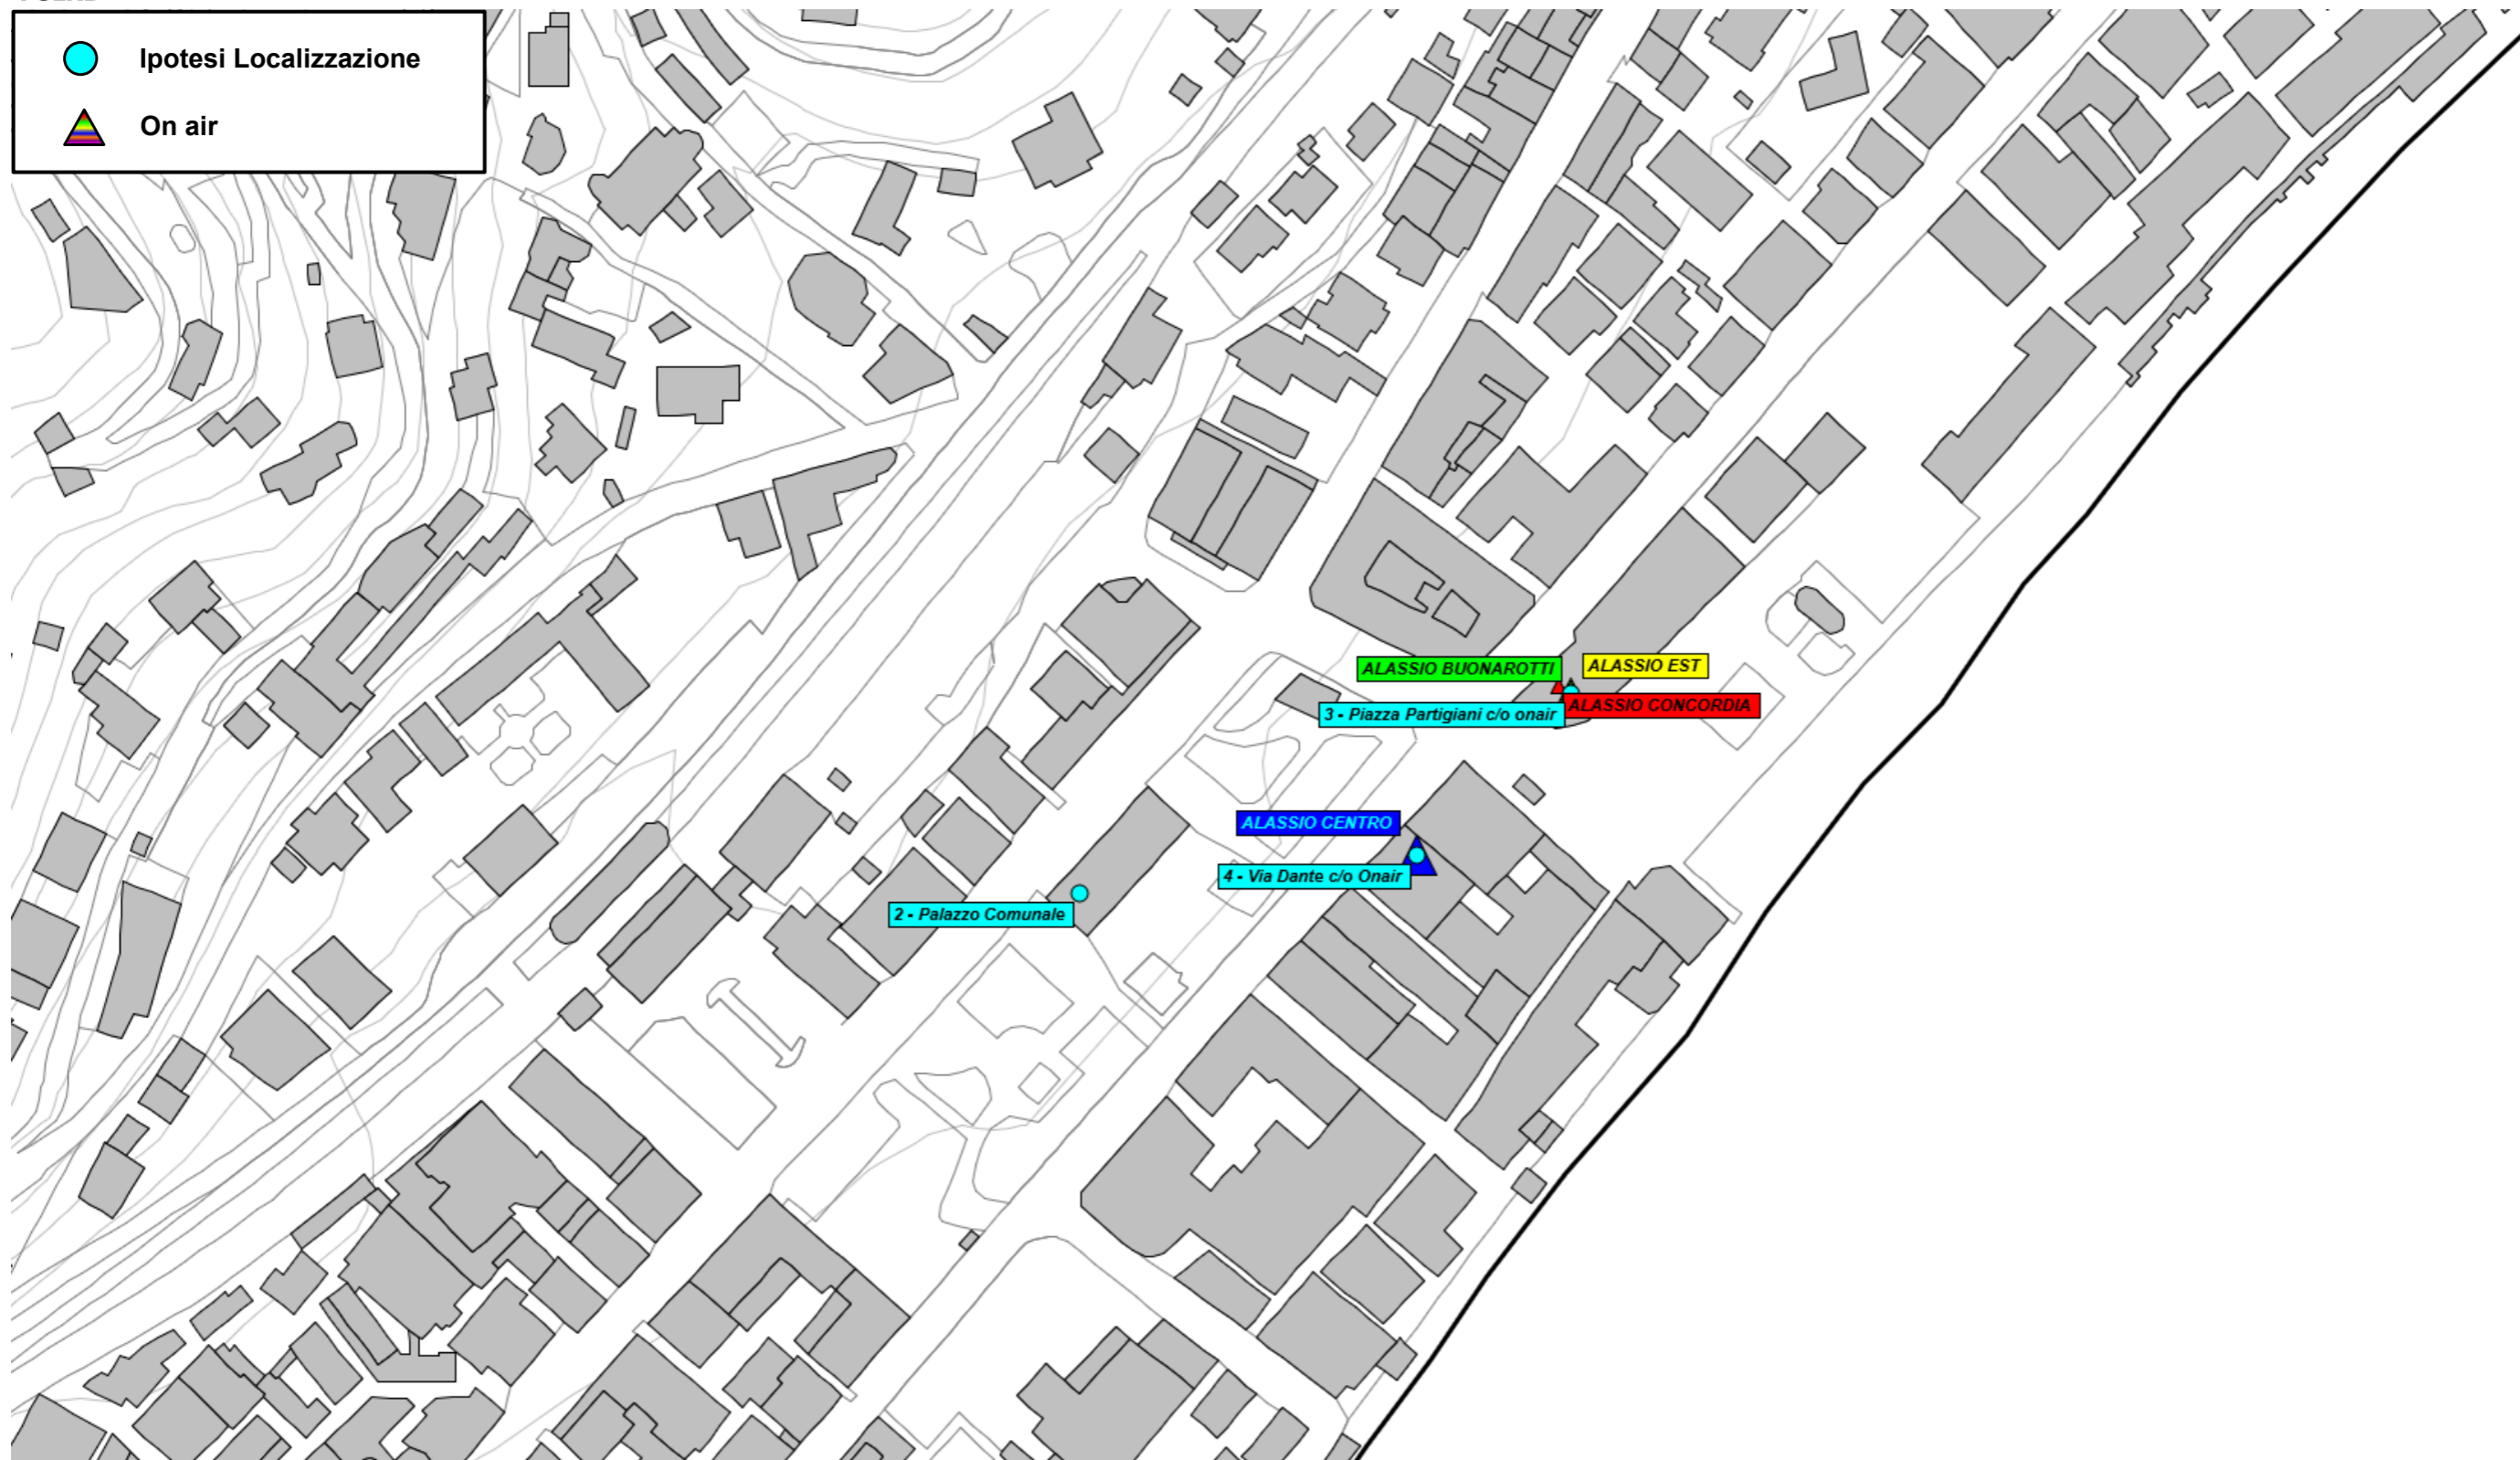 Ipotesi Localizzazione
On air
ALASSIO BUONAROTTI
ALASSIO EST
ALASSIO CONCORDIA
3 - Piazza Partigiani c/o onair
ALASSIO CENTRO
4 - Via Dante c/o Onair
2 - Palazzo Comunale